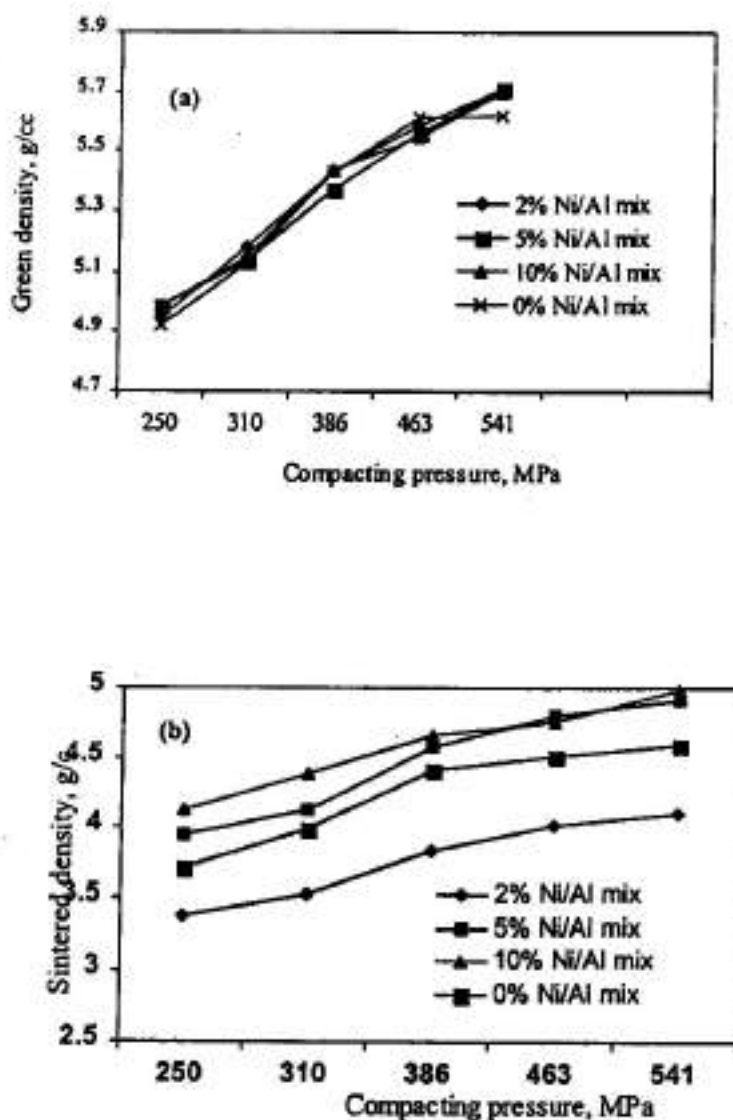 5.9
5.7
5.5
5.3
5.1
4.9
4.7
Green density, g/cc
(a)
2% Ni/Al mix
5% Ni/Al mix
10% Ni/Al mix
0% Ni/Al mix
250 310 386 463 541
Compacting pressure, MPa
5
4.5
4
3.5
3
2.5
Sintered density, g/c
(b)
2% Ni/Al mix
5% Ni/Al mix
10% Ni/Al mix
0% Ni/Al mix
250 310 386 463 541
Compacting pressure, MPa